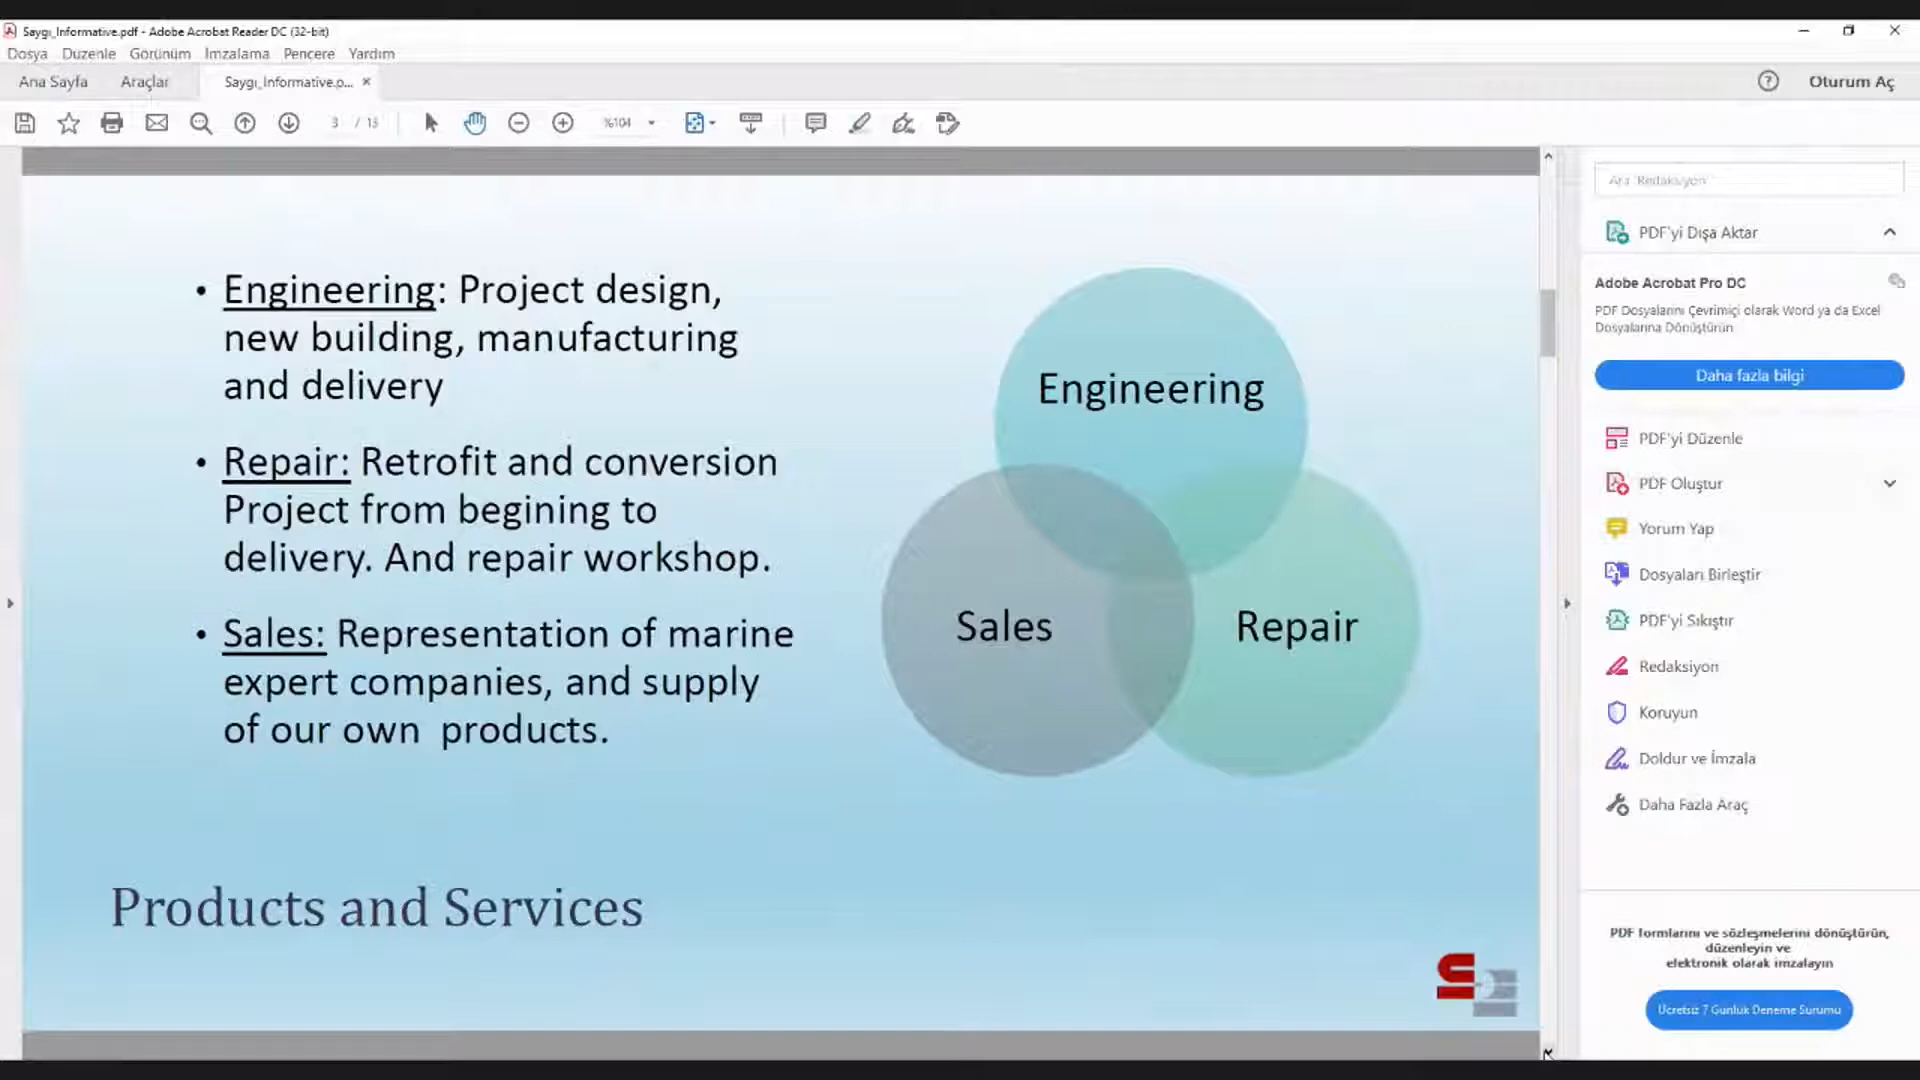 Saygı_Informative.pdf - Adobe Acrobat Reader DC (32-bit)
Dosya Düzenle Görünüm İmzalama Pencere Yardım
Ana Sayfa Araçlar Saygı_Informative.p... Oturum Aç
3 / 13 %104
• Engineering: Project design,
new building, manufacturing
and delivery
• Repair: Retrofit and conversion
Project from begining to
delivery. And repair workshop.
• Sales: Representation of marine
expert companies, and supply
of our own products.
Engineering
Sales
Repair
Products and Services
Ara 'Redaksiyon'
PDF'yi Dışa Aktar
Adobe Acrobat Pro DC
PDF Dosyalarını Çevrimiçi olarak Word ya da Excel
Dosyalarına Dönüştürün
Daha fazla bilgi
PDF'yi Düzenle
PDF Oluştur
Yorum Yap
Dosyaları Birleştir
PDF'yi Sıkıştır
Redaksiyon
Koruyun
Doldur ve İmzala
Daha Fazla Araç
PDF formlarını ve sözleşmelerini dönüştürün,
düzenleyin ve
elektronik olarak imzalayın
Ücretsiz 7 Günlük Deneme Sürümü